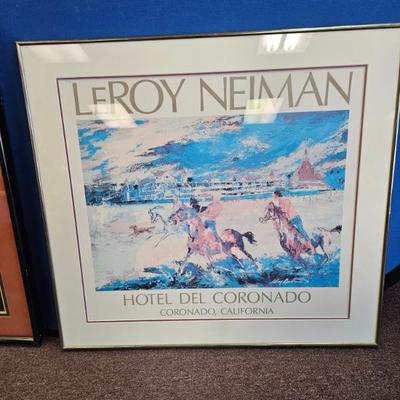 LEROY NEIMAN
HOTEL DEL CORONADO
CORONADO, CALIFORNIA